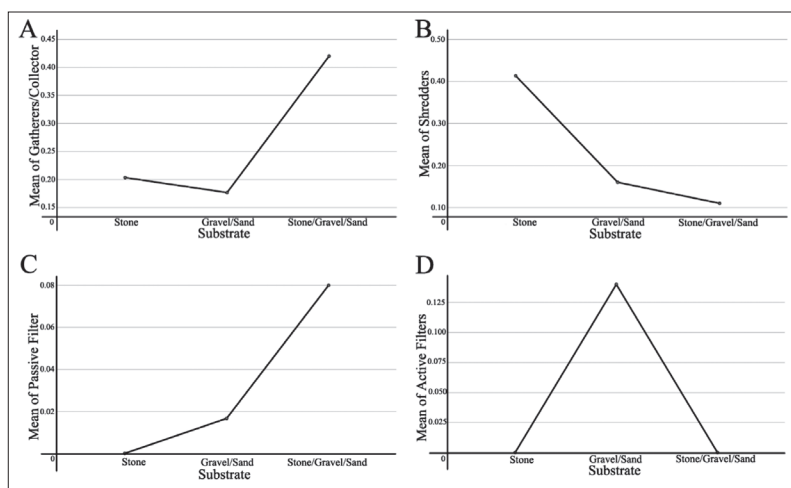 A
Mean of Gatherers/Collector
0.45
0.40
0.35
0.30
0.25
0.20
0.15
0
Stone
Gravel/Sand
Stone/Gravel/Sand
Substrate
B
Mean of Shredders
0.50
0.40
0.30
0.20
0.10
0
Stone
Gravel/Sand
Stone/Gravel/Sand
Substrate
C
Mean of Passive Filter
0.08
0.06
0.04
0.02
0
Stone
Gravel/Sand
Stone/Gravel/Sand
Substrate
D
Mean of Active Filters
0.125
0.100
0.075
0.050
0.025
0
Stone
Gravel/Sand
Stone/Gravel/Sand
Substrate